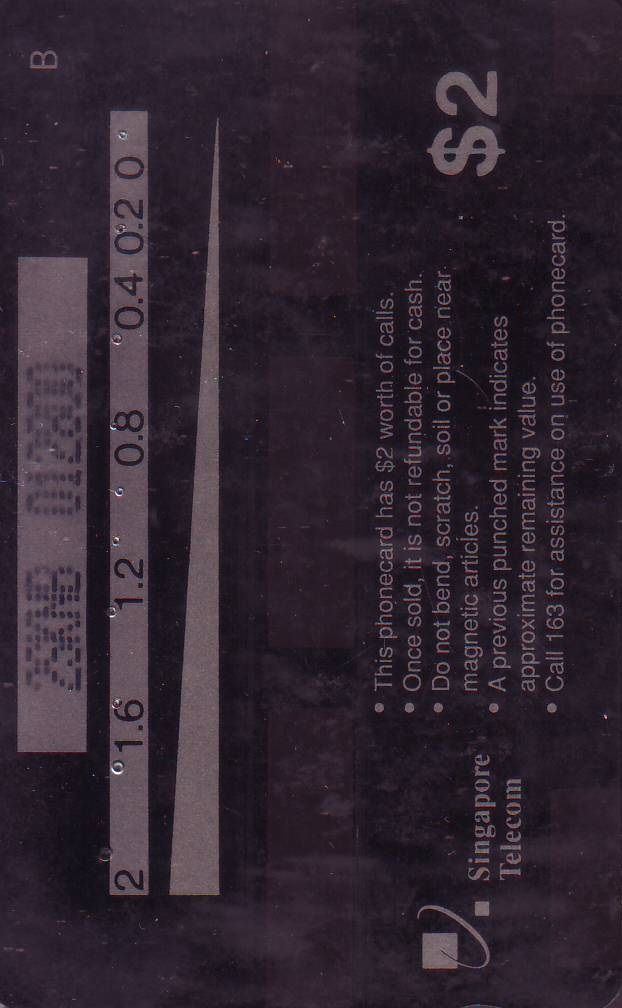 B
2 1.6 1.2 0.8 0.4 0.2 0
Singapore
Telecom
• This phonecard has $2 worth of calls.
• Once sold, it is not refundable for cash.
• Do not bend, scratch, soil or place near
magnetic articles.
• A previous punched mark indicates
approximate remaining value.
• Call 163 for assistance on use of phonecard.
$2